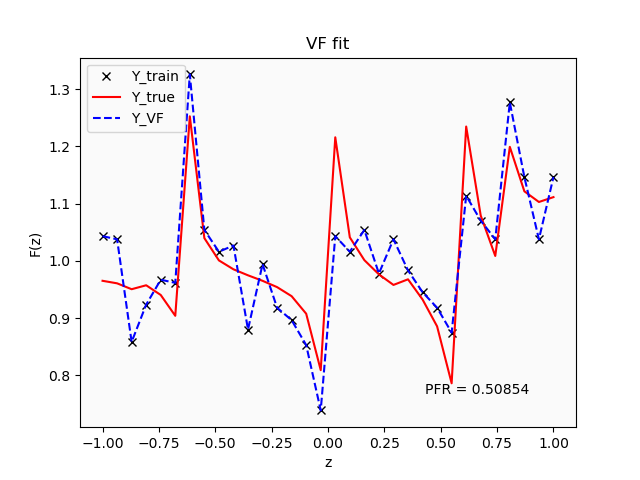 VF fit
Y_train
Y_true
Y_VF
F(z)
1.3
1.2
1.1
1.0
0.9
0.8
PFR = 0.50854
−1.00 −0.75 −0.50 −0.25 0.00 0.25 0.50 0.75 1.00
z